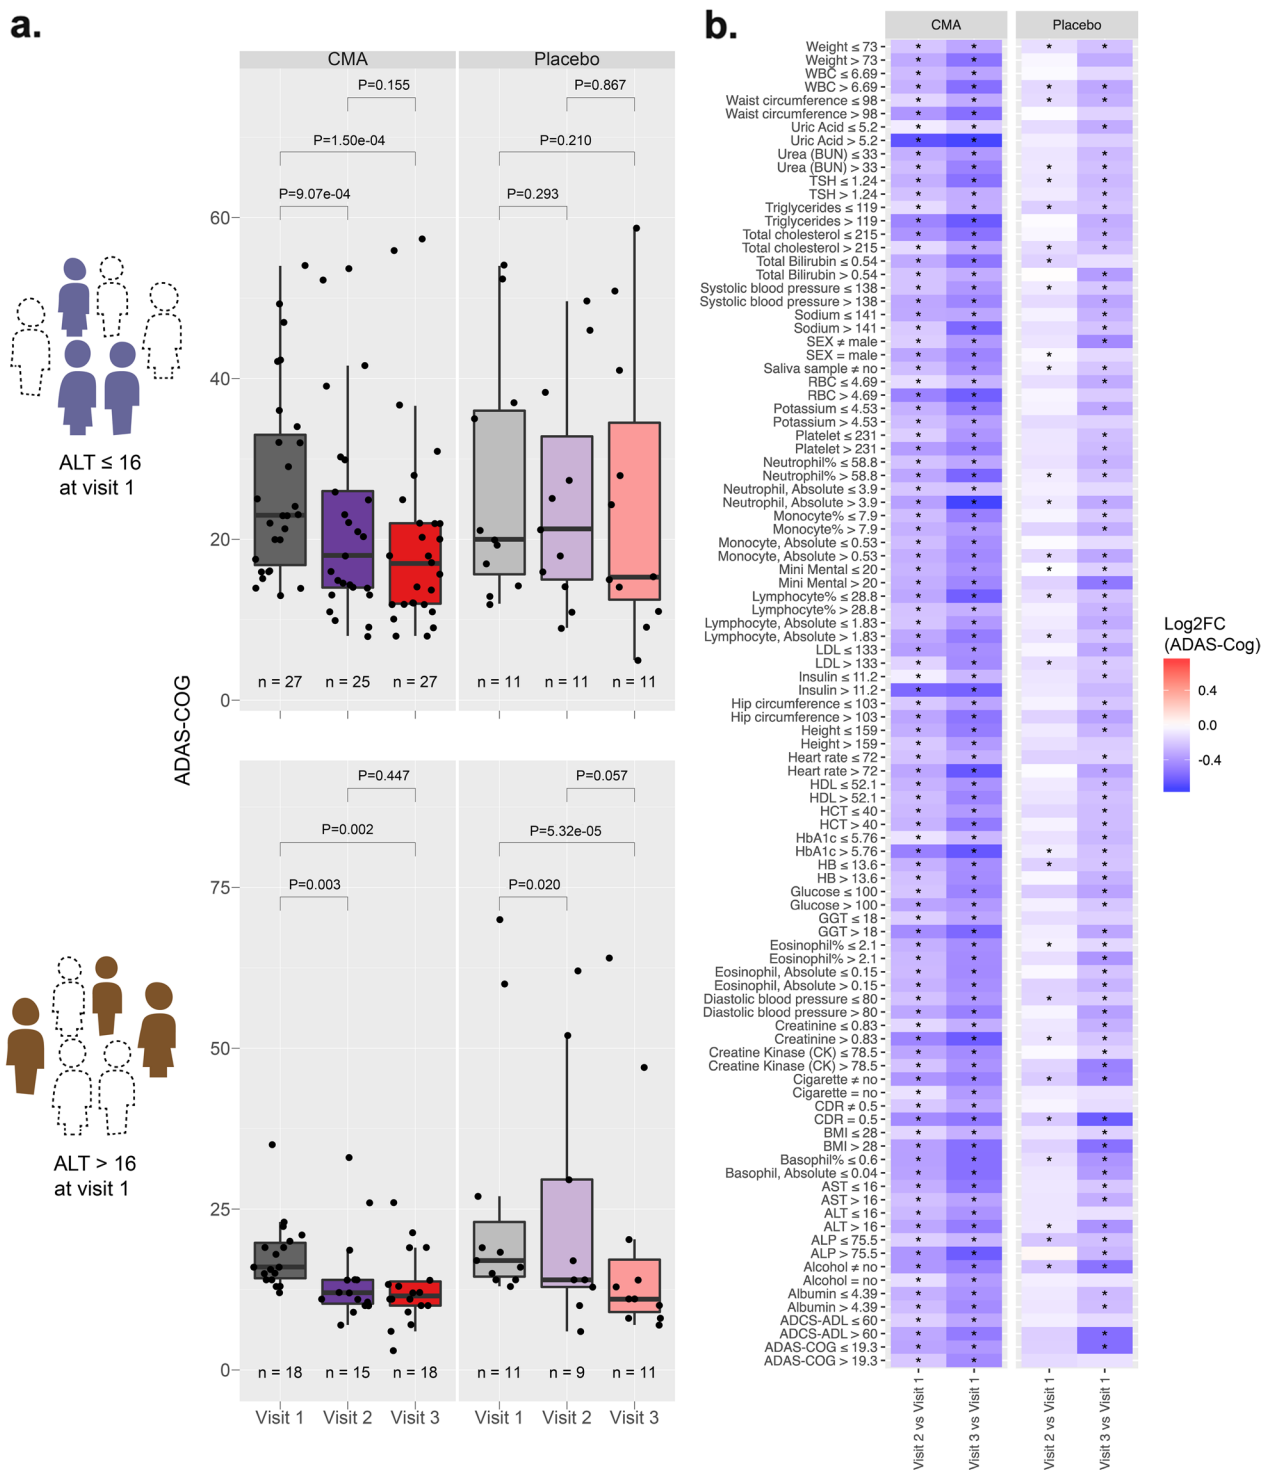 a.
CMA
Placebo
P=0.155
P=0.867
P=1.50e-04
P=0.210
P=9.07e-04
P=0.293
60
40
20
0
n = 27
n = 25
n = 27
n = 11
n = 11
n = 11
ALT ≤ 16
at visit 1
ADAS-COG
P=0.447
P=0.057
P=0.002
P=5.32e-05
P=0.003
P=0.020
75
50
25
0
n = 18
n = 15
n = 18
n = 11
n = 9
n = 11
ALT > 16
at visit 1
Visit 1
Visit 2
Visit 3
Visit 1
Visit 2
Visit 3
b.
CMA
Placebo
Weight ≤ 73
Weight > 73
WBC ≤ 6.69
WBC > 6.69
Waist circumference ≤ 98
Waist circumference > 98
Uric Acid ≤ 5.2
Uric Acid > 5.2
Urea (BUN) ≤ 33
Urea (BUN) > 33
TSH ≤ 1.24
TSH > 1.24
Triglycerides ≤ 119
Triglycerides > 119
Total cholesterol ≤ 215
Total cholesterol > 215
Total Bilirubin ≤ 0.54
Total Bilirubin > 0.54
Systolic blood pressure ≤ 138
Systolic blood pressure > 138
Sodium ≤ 141
Sodium > 141
SEX ≠ male
SEX = male
Saliva sample ≠ no
RBC ≤ 4.69
RBC > 4.69
Potassium ≤ 4.53
Potassium > 4.53
Platelet ≤ 231
Platelet > 231
Neutrophil% ≤ 58.8
Neutrophil% > 58.8
Neutrophil, Absolute ≤ 3.9
Neutrophil, Absolute > 3.9
Monocyte% ≤ 7.9
Monocyte% > 7.9
Monocyte, Absolute ≤ 0.53
Monocyte, Absolute > 0.53
Mini Mental ≤ 20
Mini Mental > 20
Lymphocyte% ≤ 28.8
Lymphocyte% > 28.8
Lymphocyte, Absolute ≤ 1.83
Lymphocyte, Absolute > 1.83
LDL ≤ 133
LDL > 133
Insulin ≤ 11.2
Insulin > 11.2
Hip circumference ≤ 103
Hip circumference > 103
Height ≤ 159
Height > 159
Heart rate ≤ 72
Heart rate > 72
HDL ≤ 52.1
HDL > 52.1
HCT ≤ 40
HCT > 40
HbA1c ≤ 5.76
HbA1c > 5.76
HB ≤ 13.6
HB > 13.6
Glucose ≤ 100
Glucose > 100
GGT ≤ 18
GGT > 18
Eosinophil% ≤ 2.1
Eosinophil% > 2.1
Eosinophil, Absolute ≤ 0.15
Eosinophil, Absolute > 0.15
Diastolic blood pressure ≤ 80
Diastolic blood pressure > 80
Creatinine ≤ 0.83
Creatinine > 0.83
Creatine Kinase (CK) ≤ 78.5
Creatine Kinase (CK) > 78.5
Cigarette ≠ no
Cigarette = no
CDR ≠ 0.5
CDR = 0.5
BMI ≤ 28
BMI > 28
Basophil% ≤ 0.6
Basophil, Absolute ≤ 0.04
AST ≤ 16
AST > 16
ALT ≤ 16
ALT > 16
ALP ≤ 75.5
ALP > 75.5
Alcohol ≠ no
Alcohol = no
Albumin ≤ 4.39
Albumin > 4.39
ADCS-ADL ≤ 60
ADCS-ADL > 60
ADAS-COG ≤ 19.3
ADAS-COG > 19.3
Visit 2 vs Visit 1
Visit 3 vs Visit 1
Visit 2 vs Visit 1
Visit 3 vs Visit 1
Log2FC
(ADAS-Cog)
0.4
0.0
-0.4